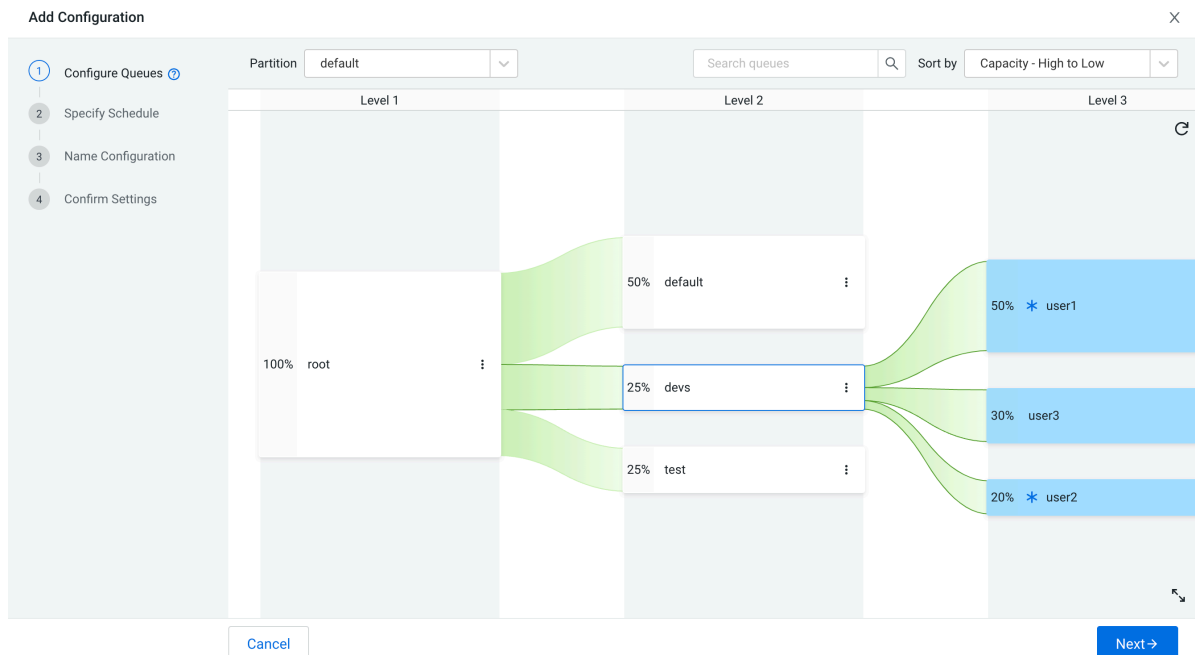 Add Configuration
1 Configure Queues ?
2 Specify Schedule
3 Name Configuration
4 Confirm Settings
Partition default Search queues Sort by Capacity - High to Low
Level 1 Level 2 Level 3
100% root
50% default
25% devs
25% test
50% user1
30% user3
20% user2
Cancel Next